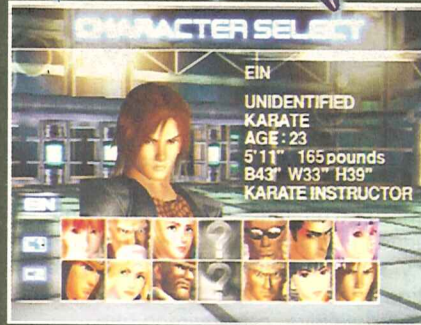 CHARACTER SELECT
EIN
UNIDENTIFIED
KARATE
AGE: 23
5'11" 165 pounds
B43" W33" H39"
KARATE INSTRUCTOR
EIN
?
?